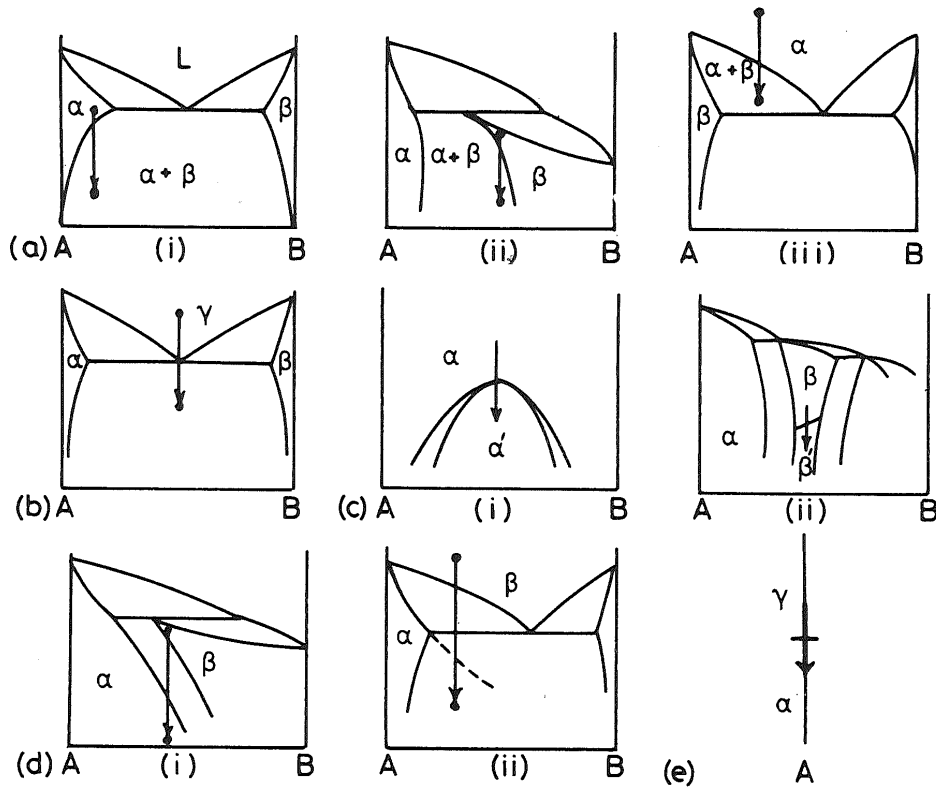 L
α
β
α + β
(a) A (i) B
α
α + β
β
A (ii) B
α
α + β
β
A (iii) B
γ
α
β
(b) A B
α
α'
(c) A (i) B
β
α
β'
A (ii) B
α
β
(d) A (i) B
β
α
A (ii) B
γ
α
(e) A